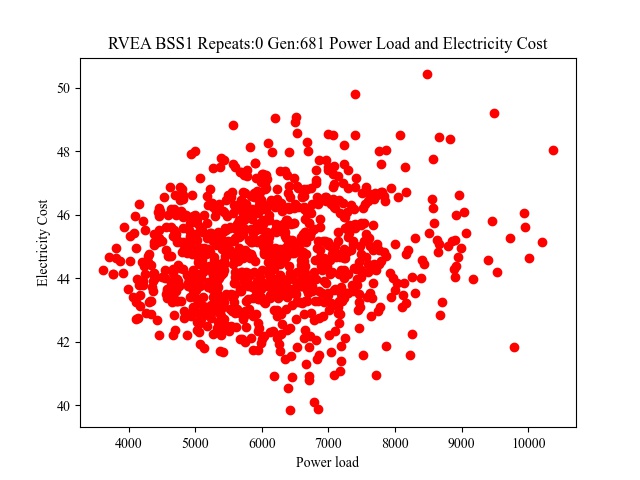 RVEA BSS1 Repeats:0 Gen:681 Power Load and Electricity Cost
50
48
46
44
42
40
Electricity Cost
4000 5000 6000 7000 8000 9000 10000
Power load